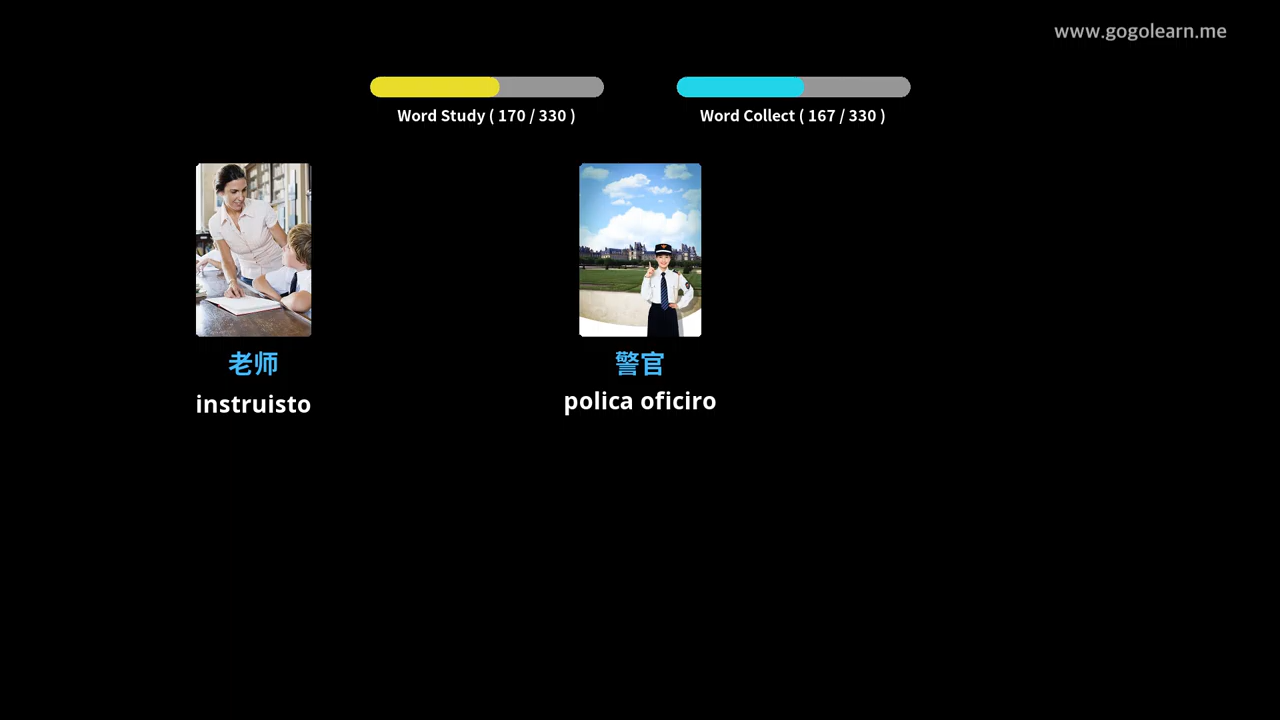 www.gogolearn.me
Word Study ( 170 / 330 )
Word Collect ( 167 / 330 )
老师
instruisto
警官
polica oficiro